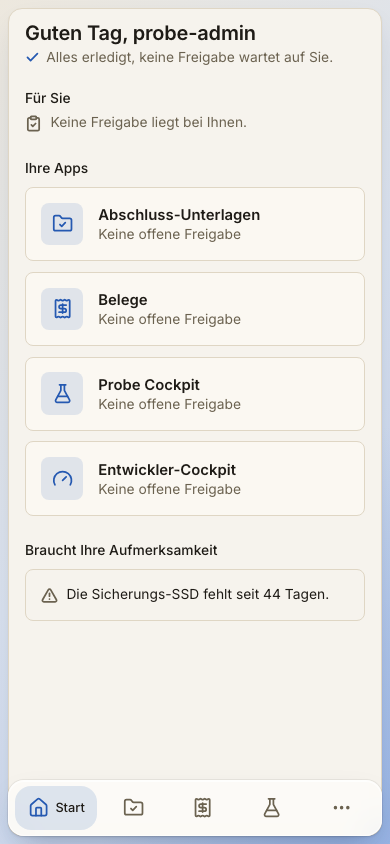 Guten Tag, probe-admin
Alles erledigt, keine Freigabe wartet auf Sie.
Für Sie
Keine Freigabe liegt bei Ihnen.
Ihre Apps
Abschluss-Unterlagen
Keine offene Freigabe
Belege
Keine offene Freigabe
Probe Cockpit
Keine offene Freigabe
Entwickler-Cockpit
Keine offene Freigabe
Braucht Ihre Aufmerksamkeit
Die Sicherungs-SSD fehlt seit 44 Tagen.
Start